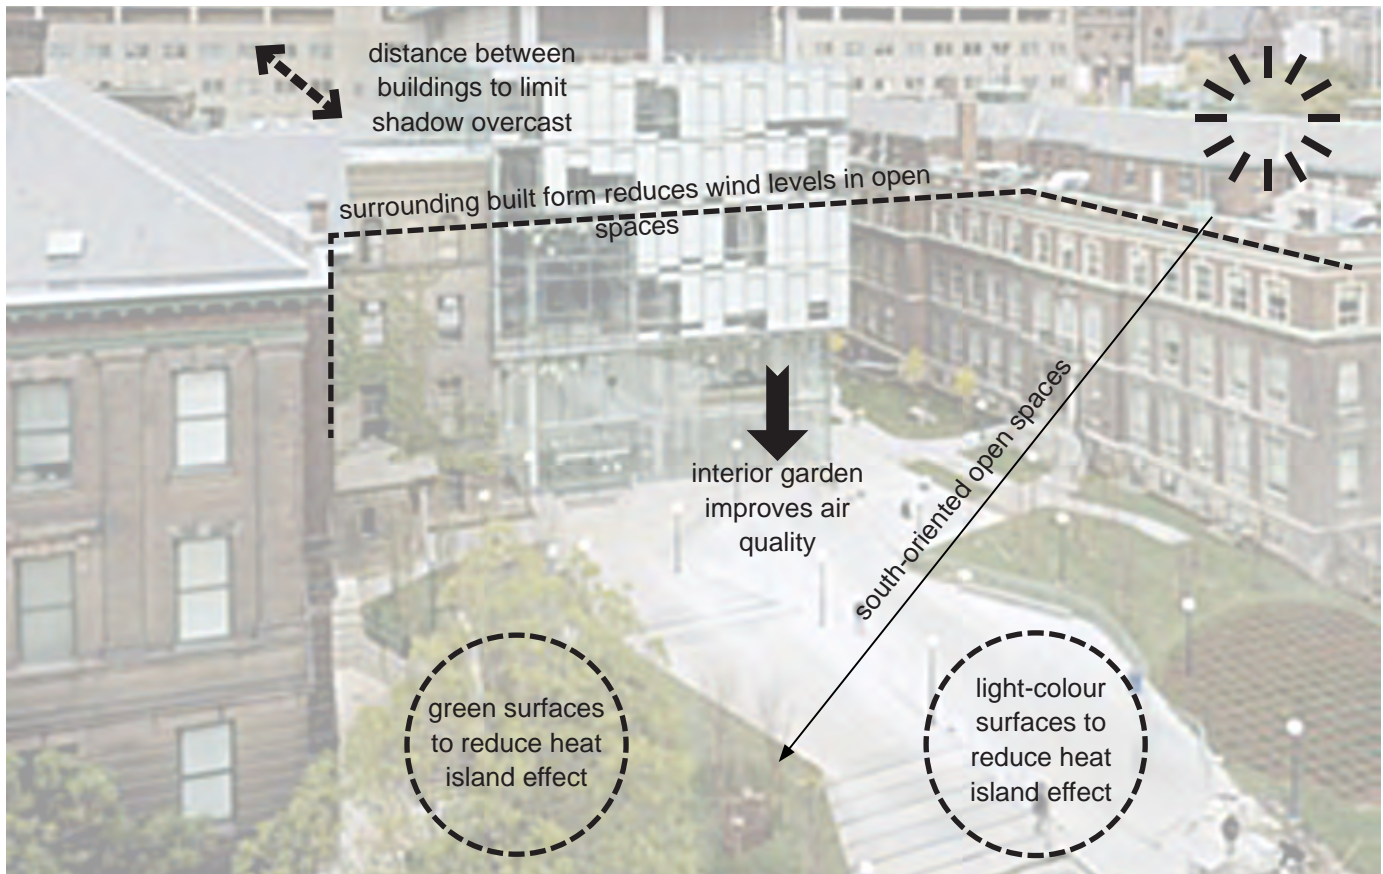 distance between
buildings to limit
shadow overcast
surrounding built form reduces wind levels in open
spaces
interior garden
improves air
quality
south-oriented open spaces
green surfaces
to reduce heat
island effect
light-colour
surfaces to
reduce heat
island effect